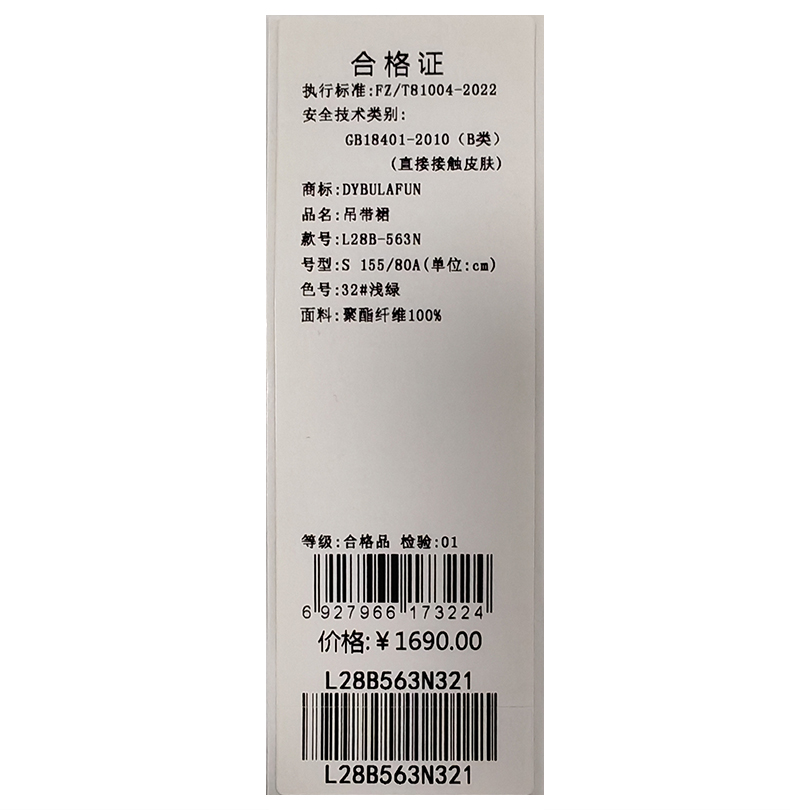 合格证
执行标准:FZ/T81004-2022
安全技术类别:
GB18401-2010（B类）
(直接接触皮肤)
商标:DYBULAFUN
品名:吊带裙
款号:L28B-563N
号型:S 155/80A(单位:cm)
色号:32#浅绿
面料:聚酯纤维100%
等级:合格品 检验:01
6 927966 173224
价格:￥1690.00
L28B563N321
L28B563N321